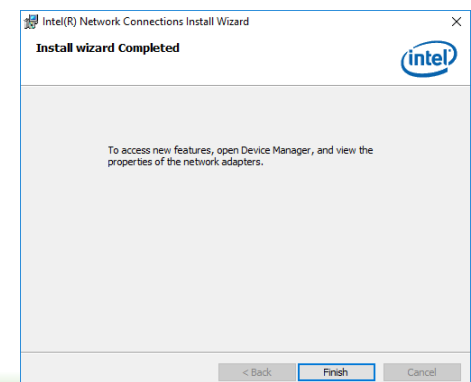 Intel(R) Network Connections Install Wizard
Install wizard Completed
intel
To access new features, open Device Manager, and view the
properties of the network adapters.
< Back
Finish
Cancel